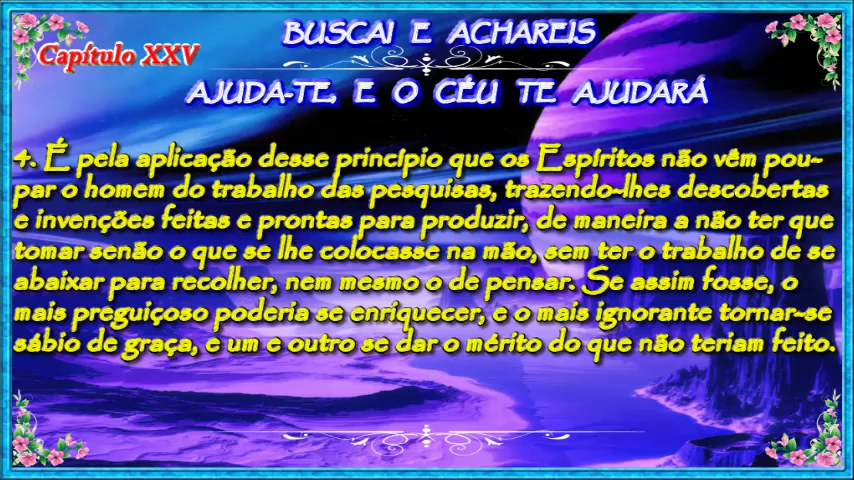 BUSCAI E ACHAREIS
Capítulo XXV
AJUDA-TE, E O CÉU TE AJUDARÁ
4. É pela aplicação desse princípio que os Espíritos não vêm pou-
par o homem do trabalho das pesquisas, trazendo-lhes descobertas
e invenções feitas e prontas para produzir, de maneira a não ter que
tomar senão o que se lhe colocasse na mão, sem ter o trabalho de se
abaixar para recolher, nem mesmo o de pensar. Se assim fosse, o
mais preguiçoso poderia se enriquecer, e o mais ignorante tornar-se
sábio de graça, e um e outro se dar o mérito do que não teriam feito.